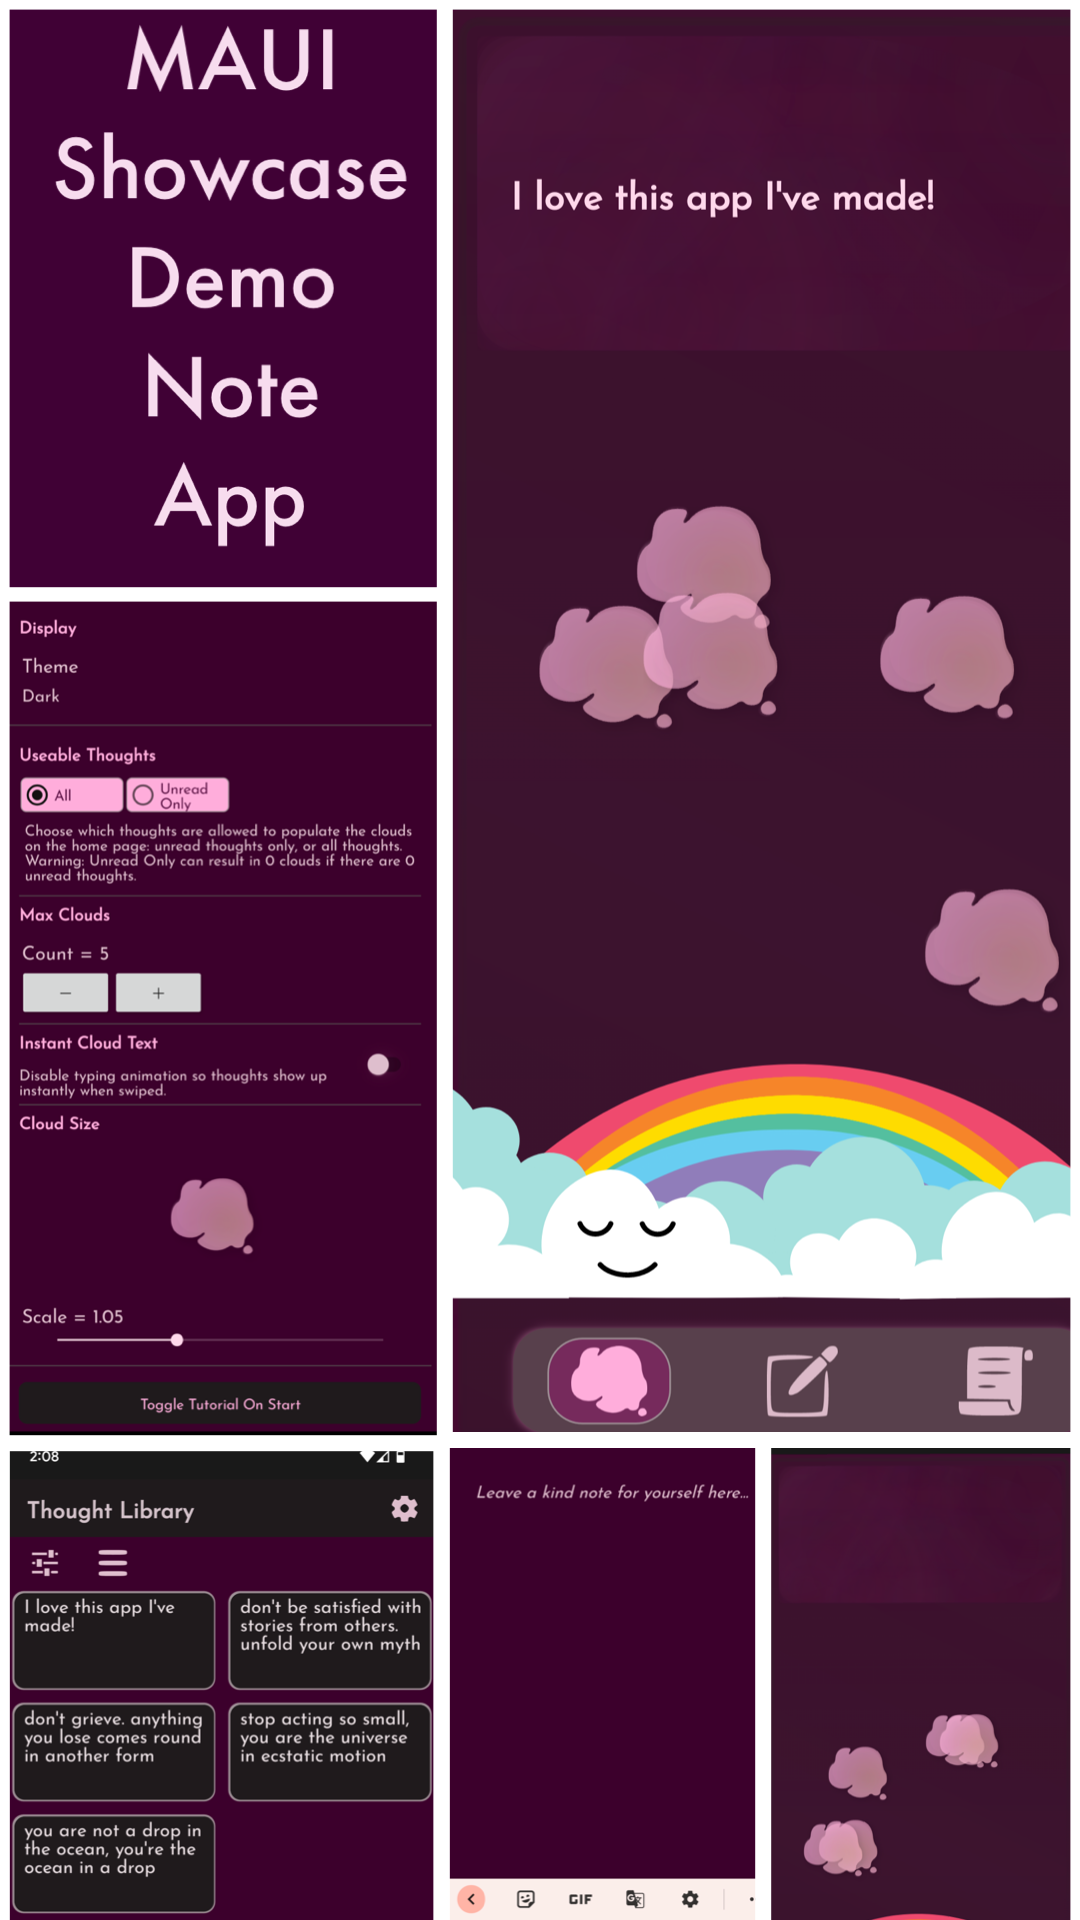 MAUI
Showcase
Demo
Note
App
I love this app I've made!
Display
Theme
Dark
Useable Thoughts
All
Unread
Only
Choose which thoughts are allowed to populate the clouds
on the home page: unread thoughts only, or all thoughts.
Warning: Unread Only can result in 0 clouds if there are 0
unread thoughts.
Max Clouds
Count = 5
− +
Instant Cloud Text
Disable typing animation so thoughts show up
instantly when swiped.
Cloud Size
Scale = 1.05
Toggle Tutorial On Start
2:08
Thought Library
I love this app I've
made!
don't be satisfied with
stories from others.
unfold your own myth
don't grieve. anything
you lose comes round
in another form
stop acting so small,
you are the universe
in ecstatic motion
you are not a drop in
the ocean, you're the
ocean in a drop
Leave a kind note for yourself here...
GIF